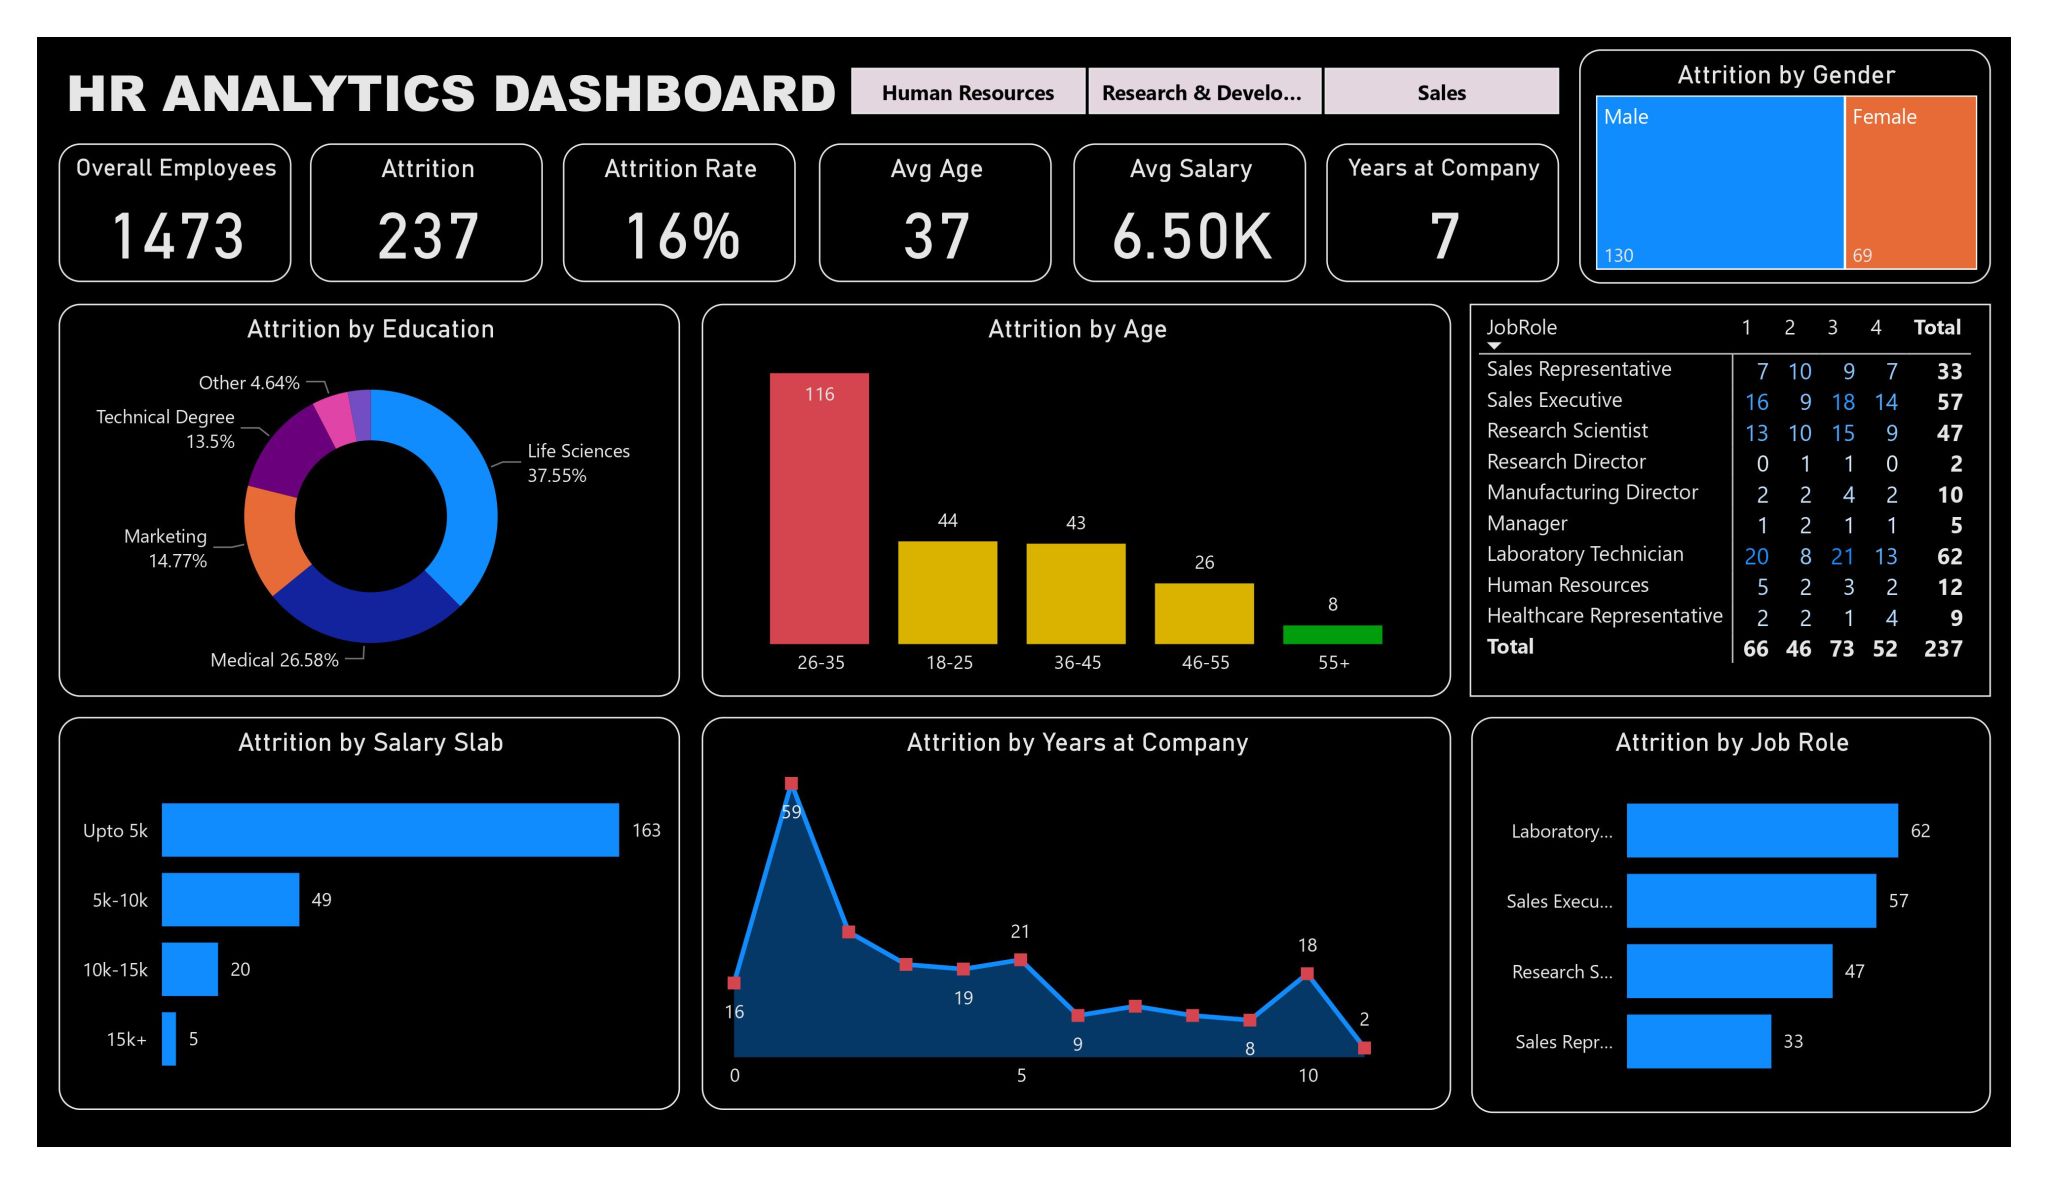 HR ANALYTICS DASHBOARD
Human Resources
Research & Develo...
Sales
Attrition by Gender
Male
Female
130
69
Overall Employees
1473
Attrition
237
Attrition Rate
16%
Avg Age
37
Avg Salary
6.50K
Years at Company
7
Attrition by Education
Other 4.64%
Technical Degree
13.5%
Life Sciences
37.55%
Marketing
14.77%
Medical 26.58%
Attrition by Age
116
44
43
26
8
26-35 18-25 36-45 46-55 55+
JobRole 1 2 3 4 Total
Sales Representative 7 10 9 7 33
Sales Executive 16 9 18 14 57
Research Scientist 13 10 15 9 47
Research Director 0 1 1 0 2
Manufacturing Director 2 2 4 2 10
Manager 1 2 1 1 5
Laboratory Technician 20 8 21 13 62
Human Resources 5 2 3 2 12
Healthcare Representative 2 2 1 4 9
Total 66 46 73 52 237
Attrition by Salary Slab
Upto 5k 163
5k-10k 49
10k-15k 20
15k+ 5
Attrition by Years at Company
59
21
18
19
16
2
9
8
0 5 10
Attrition by Job Role
Laboratory... 62
Sales Execu... 57
Research S... 47
Sales Repr... 33